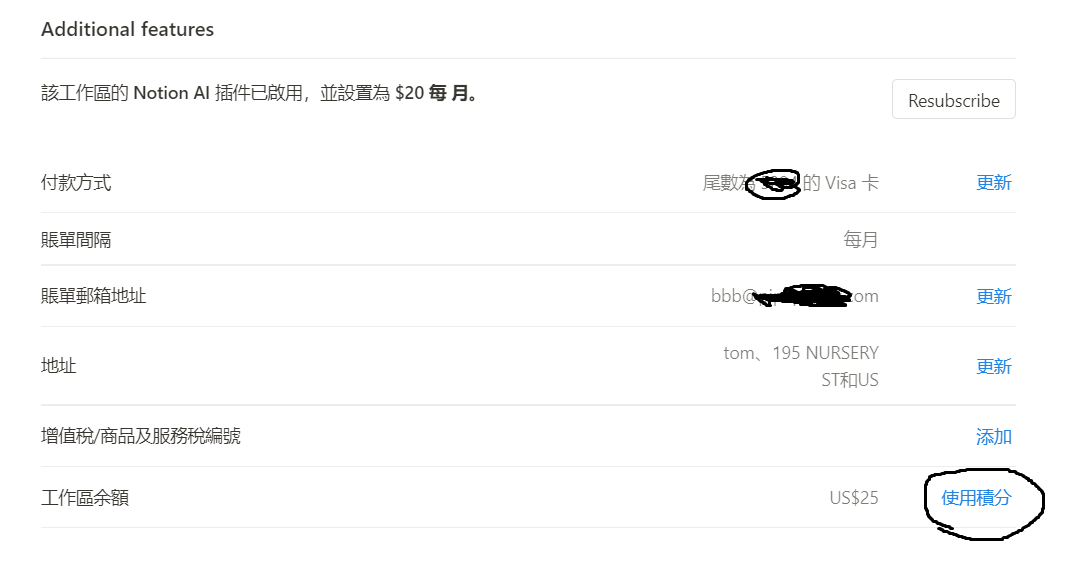 Additional features
該工作區的 Notion AI 插件已啟用，並設置為 $20 每 月。
Resubscribe
付款方式
尾數為 的 Visa 卡
更新
賬單間隔
每月
賬單郵箱地址
bbb@ com
更新
地址
tom、195 NURSERY
ST和US
更新
增值稅/商品及服務稅編號
添加
工作區余額
US$25
使用積分